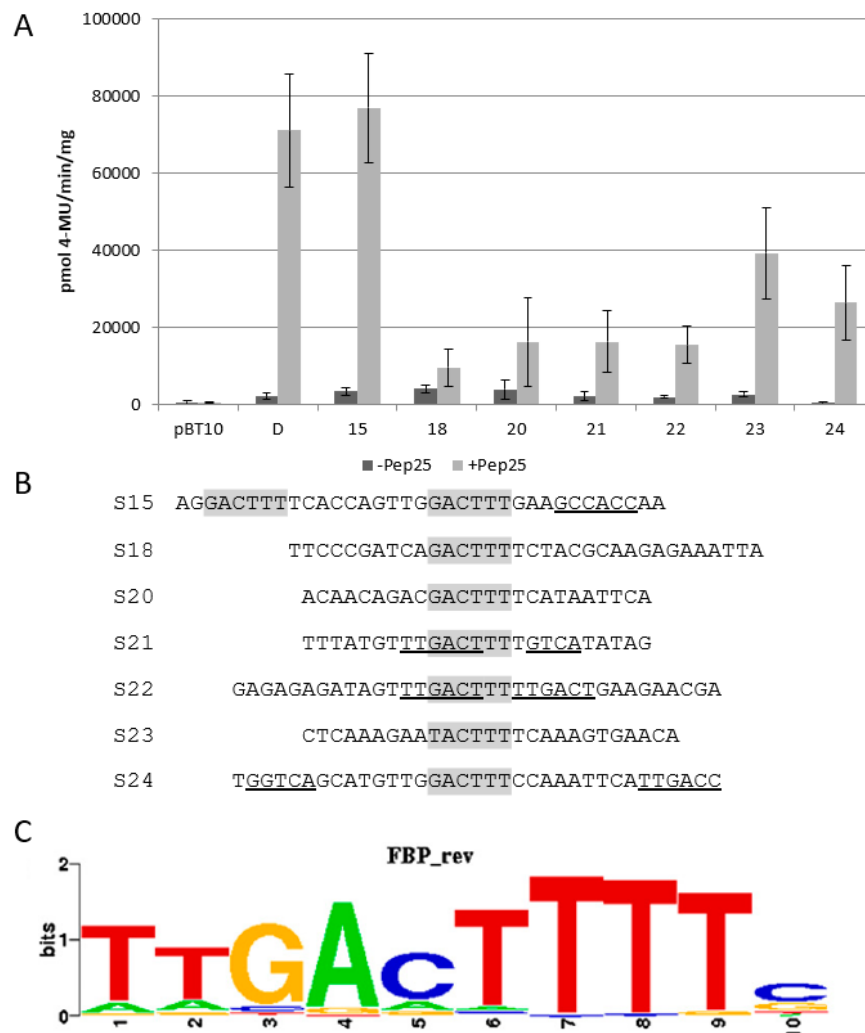 A
100000
80000
60000
40000
20000
0
pmol 4-MU/min/mg
pBT10 D 15 18 20 21 22 23 24
-Pep25 +Pep25
B
S15 AGGACTTTTCACCAGTTGGACTTTGAAGCCACCAA
S18 TTCCCGATCAGACTTTTCTACGCAAGAGAAATTA
S20 ACAACAGACGACTTTTCATAATTCA
S21 TTTATGTTTGACTTTTGTCATATAG
S22 GAGAGAGATAGTTTGACTTTTTGACTGAAGAACGA
S23 CTCAAAGAATACTTTTCAAAGTGAACA
S24 TGGTCAGCATGTTGGACTTTCCAAATTCATTGACC
C
FBP_rev
2
1
0
bits
TTGACTTTTC
1 2 3 4 5 6 7 8 9 10